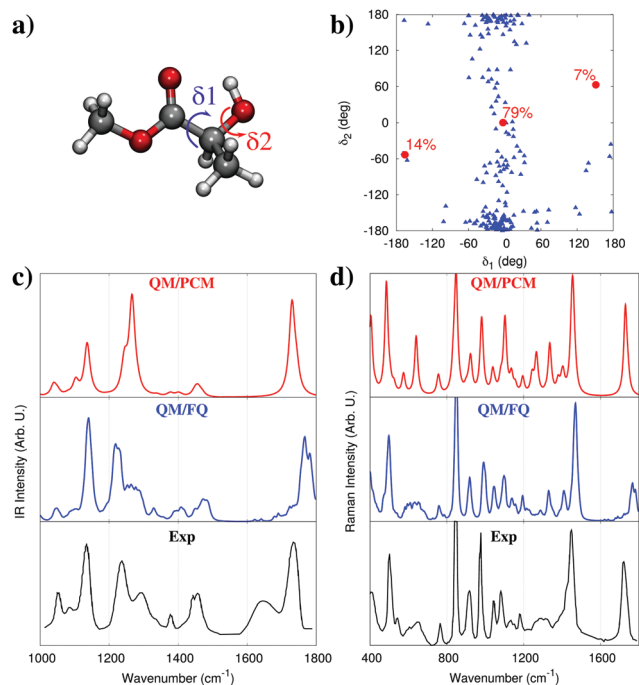 a)
δ1
δ2
b)
180
120
60
0
-60
-120
-180
δ₂ (deg)
7%
79%
14%
-180
-120
-60
0
60
120
180
δ₁ (deg)
c)
QM/PCM
QM/FQ
Exp
IR Intensity (Arb. U.)
1000
1200
1400
1600
1800
Wavenumber (cm⁻¹)
d)
QM/PCM
QM/FQ
Exp
Raman Intensity (Arb. U.)
400
800
1200
1600
Wavenumber (cm⁻¹)